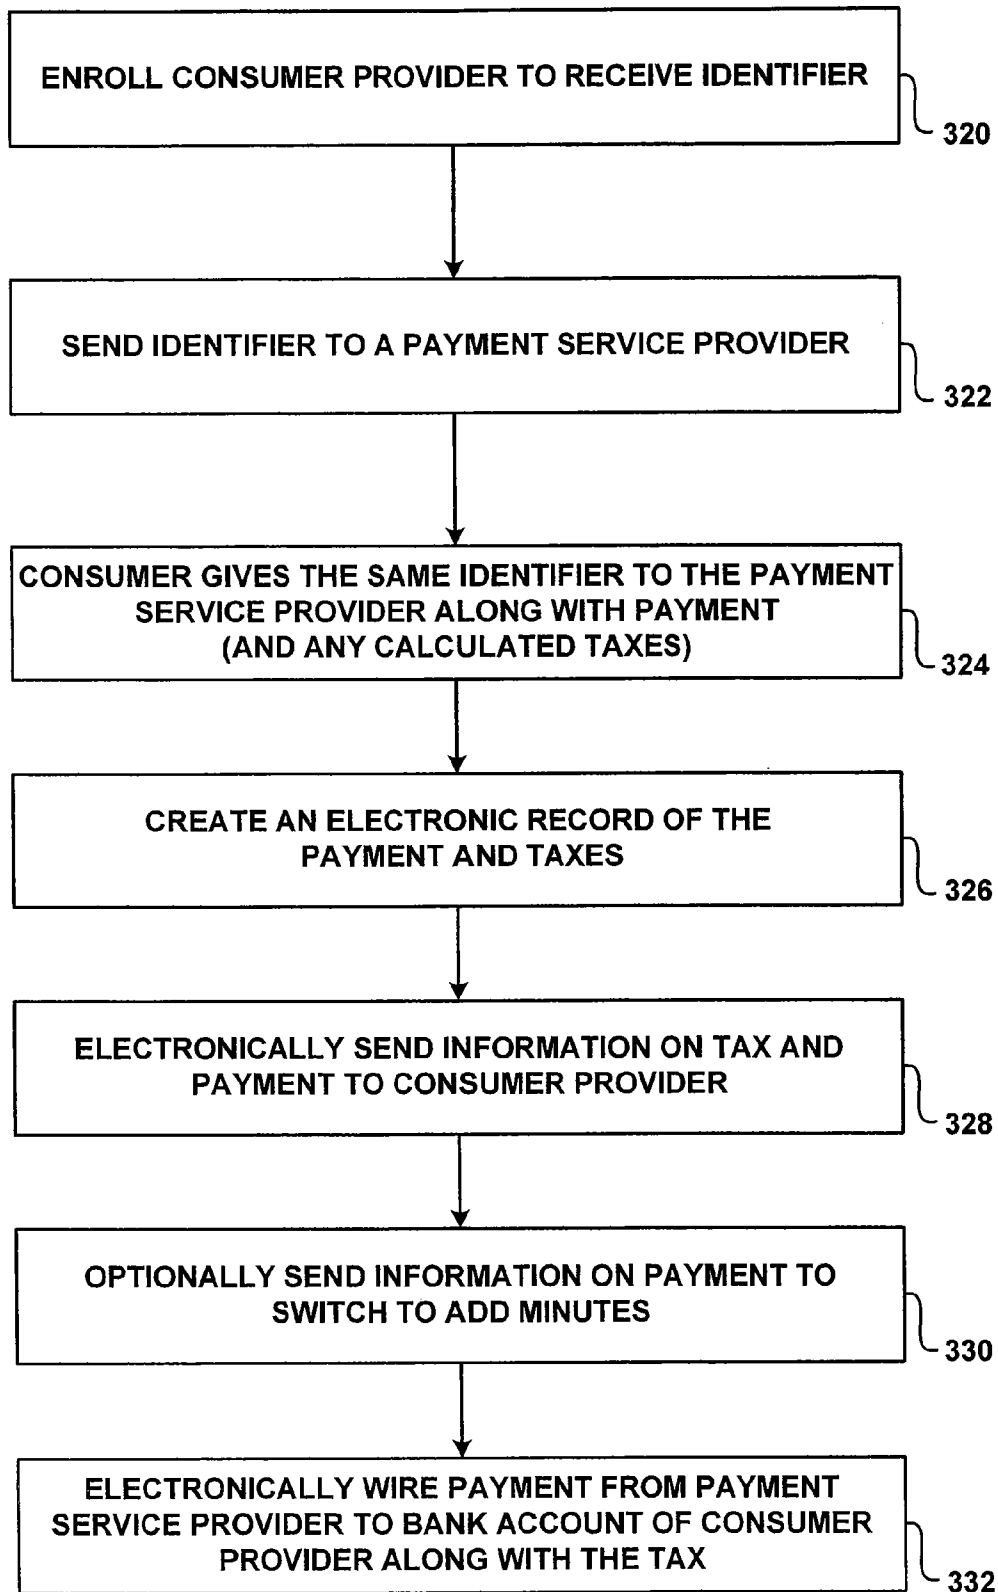 ENROLL CONSUMER PROVIDER TO RECEIVE IDENTIFIER
320
SEND IDENTIFIER TO A PAYMENT SERVICE PROVIDER
322
CONSUMER GIVES THE SAME IDENTIFIER TO THE PAYMENT
SERVICE PROVIDER ALONG WITH PAYMENT
(AND ANY CALCULATED TAXES)
324
CREATE AN ELECTRONIC RECORD OF THE
PAYMENT AND TAXES
326
ELECTRONICALLY SEND INFORMATION ON TAX AND
PAYMENT TO CONSUMER PROVIDER
328
OPTIONALLY SEND INFORMATION ON PAYMENT TO
SWITCH TO ADD MINUTES
330
ELECTRONICALLY WIRE PAYMENT FROM PAYMENT
SERVICE PROVIDER TO BANK ACCOUNT OF CONSUMER
PROVIDER ALONG WITH THE TAX
332